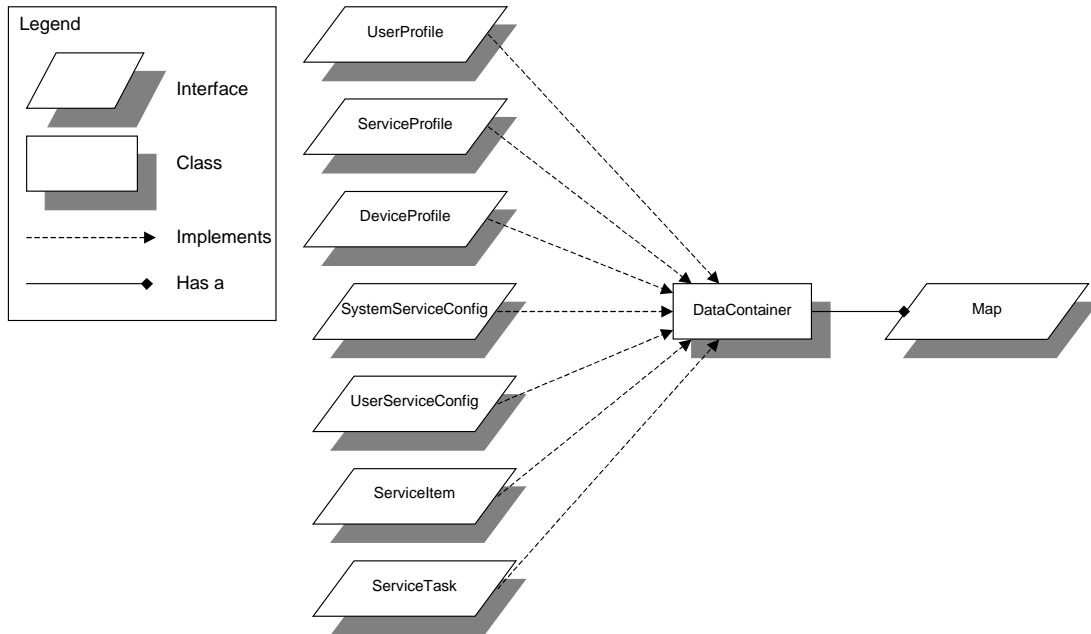 Legend
Interface
Class
Implements
Has a
UserProfile
ServiceProfile
DeviceProfile
SystemServiceConfig
UserServiceConfig
ServiceItem
ServiceTask
DataContainer
Map